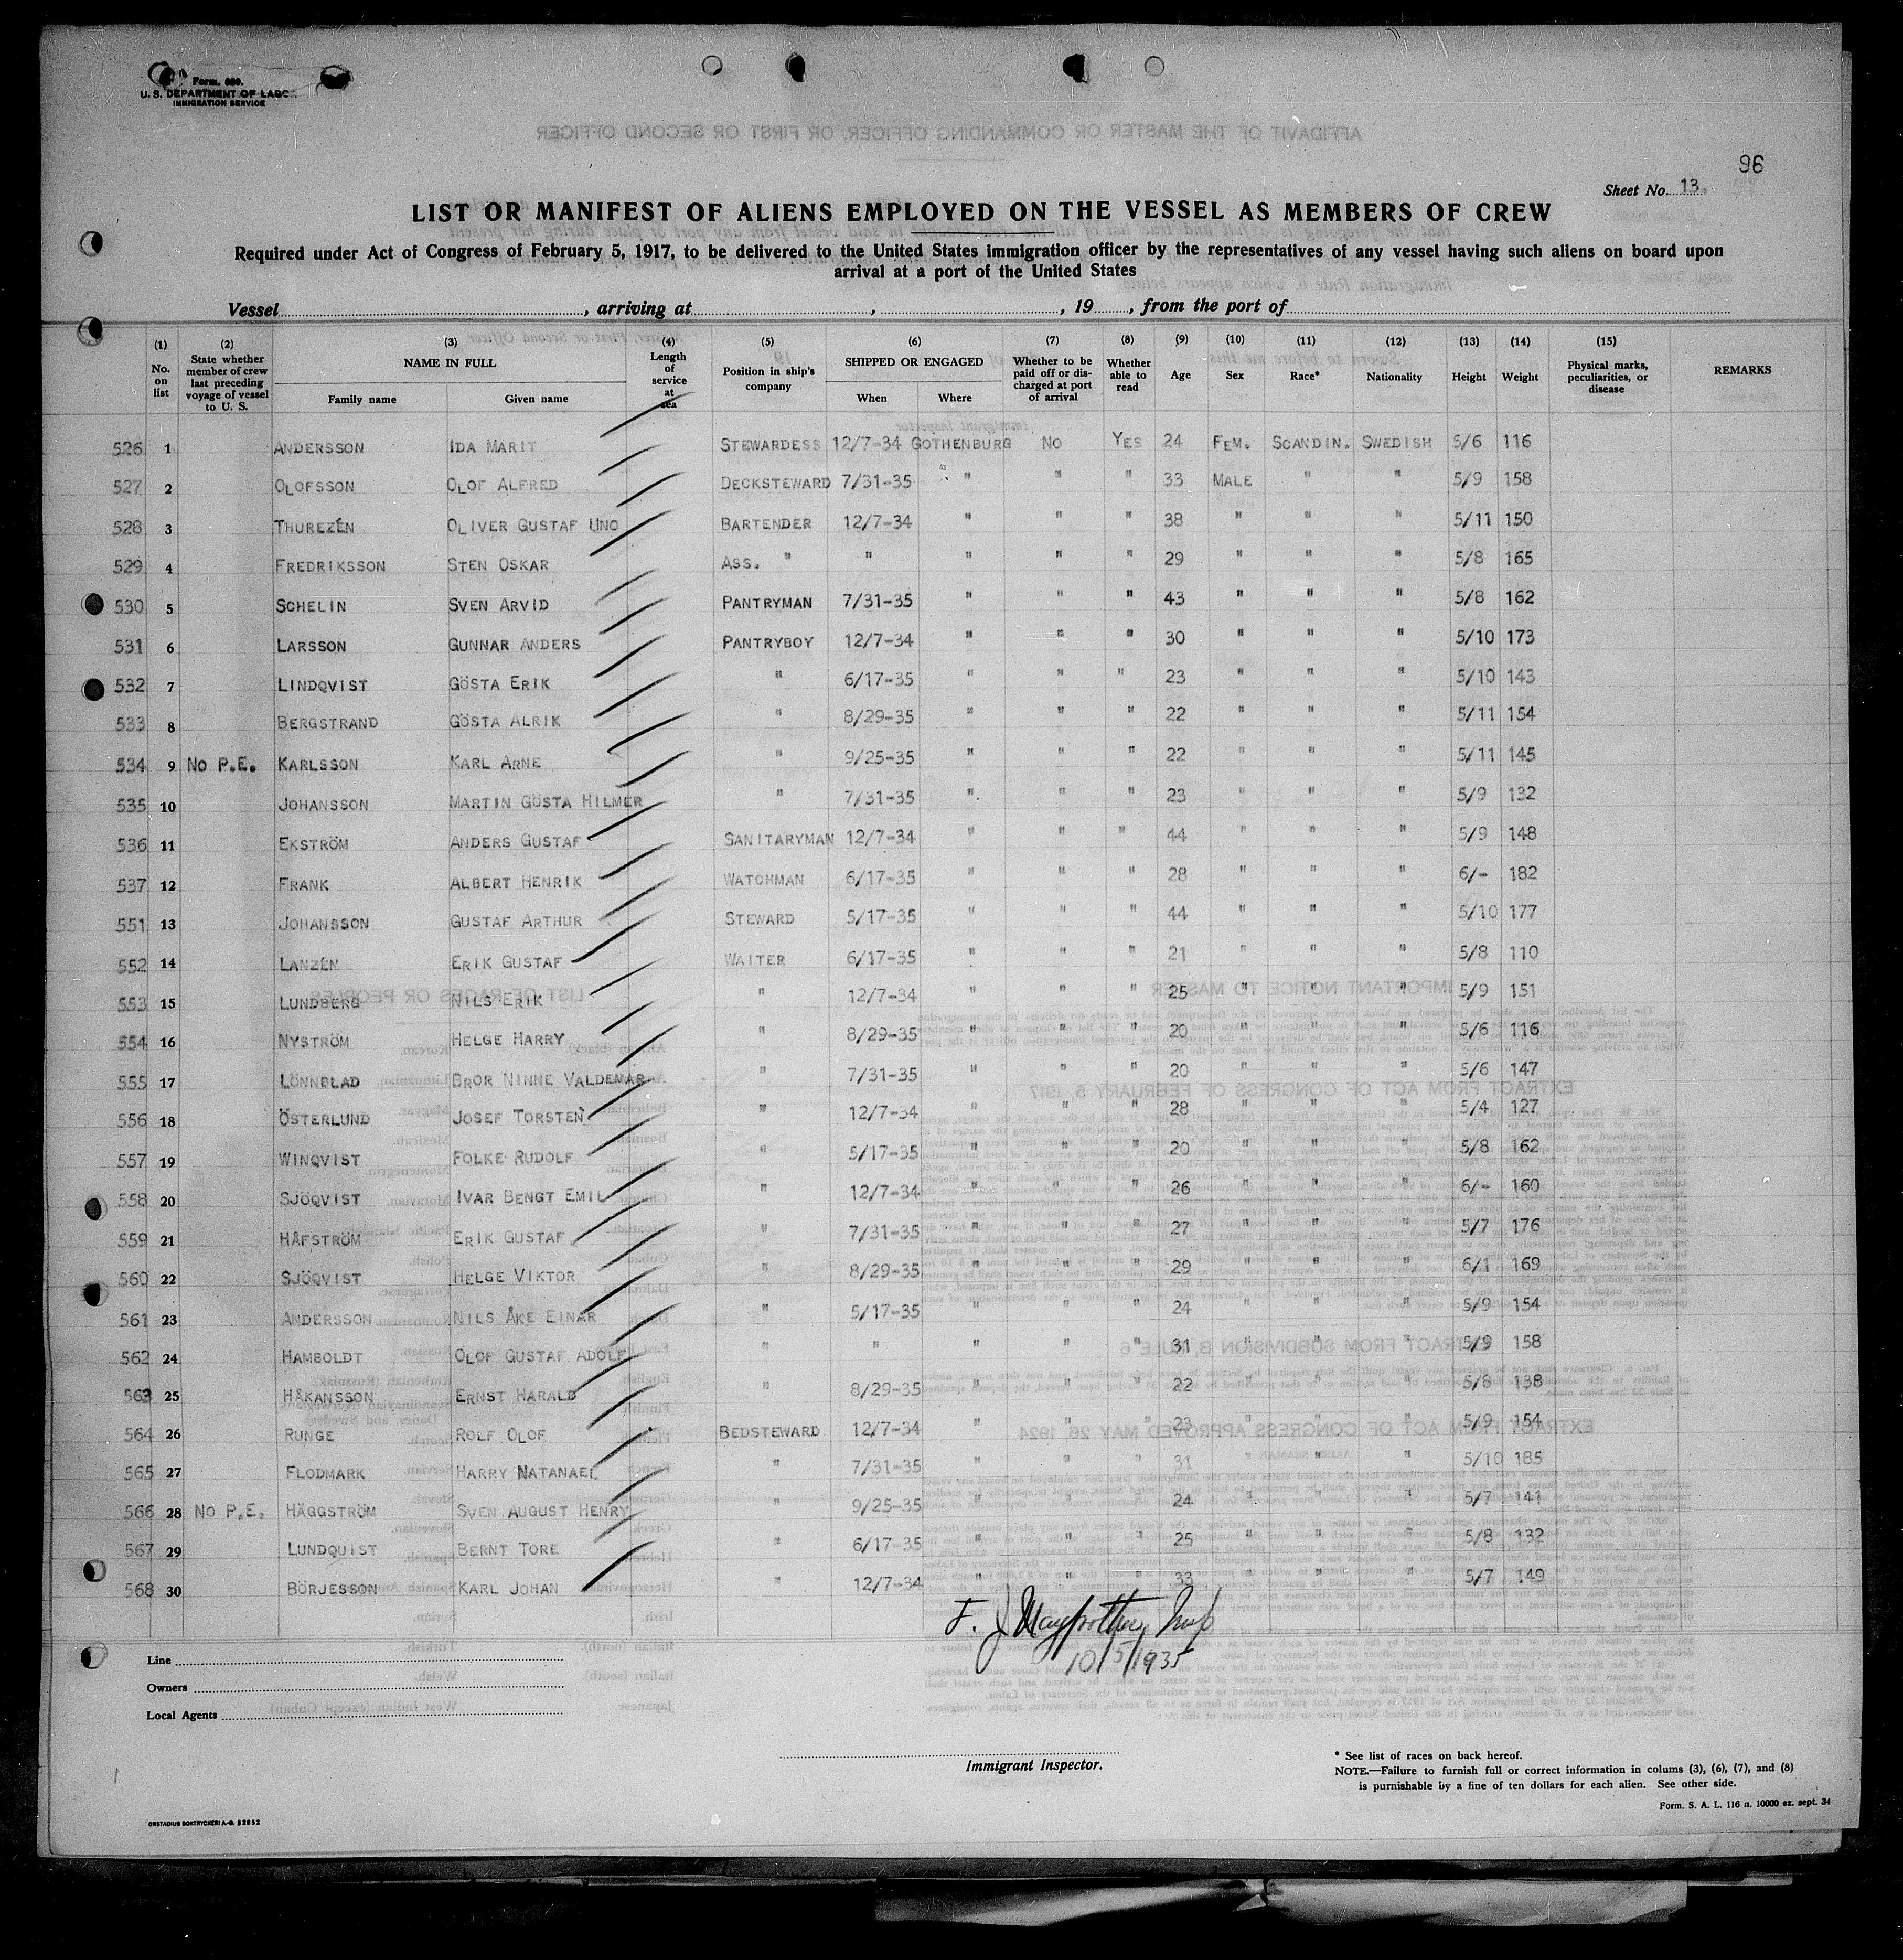 Form. 680.
U. S. DEPARTMENT OF LABOR
IMMIGRATION SERVICE
96
Sheet No. 13.
LIST OR MANIFEST OF ALIENS EMPLOYED ON THE VESSEL AS MEMBERS OF CREW
Required under Act of Congress of February 5, 1917, to be delivered to the United States immigration officer by the representatives of any vessel having such aliens on board upon
arrival at a port of the United States
Vessel , arriving at , , 19 , from the port of
(1) No. on list (2) State whether member of crew last preceding voyage of vessel to U. S. (3) NAME IN FULL Family name Given name (4) Length of service at sea (5) Position in ship's company (6) SHIPPED OR ENGAGED When Where (7) Whether to be paid off or discharged at port of arrival (8) Whether able to read (9) Age (10) Sex (11) Race* (12) Nationality (13) Height (14) Weight (15) Physical marks, peculiarities, or disease REMARKS
526 1 ANDERSSON IDA MARIT STEWARDESS 12/7-34 GOTHENBURG NO YES 24 FEM. SCANDIN. SWEDISH 5/6 116
527 2 OLOFSSON OLOF ALFRED DECKSTEWARD 7/31-35 " " " 33 MALE " " 5/9 158
528 3 THUREZÉN OLIVER GUSTAF UNO BARTENDER 12/7-34 " " " 38 " " " 5/11 150
529 4 FREDRIKSSON STEN OSKAR ASS. " " " " " 29 " " " 5/8 165
530 5 SCHELIN SVEN ARVID PANTRYMAN 7/31-35 " " " 43 " " " 5/8 162
531 6 LARSSON GUNNAR ANDERS PANTRYBOY 12/7-34 " " " 30 " " " 5/10 173
532 7 LINDQVIST GÖSTA ERIK " 6/17-35 " " " 23 " " " 5/10 143
533 8 BERGSTRAND GÖSTA ALRIK " 8/29-35 " " " 22 " " " 5/11 154
534 9 NO P.E. KARLSSON KARL ARNE " 9/25-35 " " " 22 " " " 5/11 145
535 10 JOHANSSON MARTIN GÖSTA HILMER " 7/31-35 " " " 23 " " " 5/9 132
536 11 EKSTRÖM ANDERS GUSTAF SANITARYMAN 12/7-34 " " " 44 " " " 5/9 148
537 12 FRANK ALBERT HENRIK WATCHMAN 6/17-35 " " " 28 " " " 6/- 182
551 13 JOHANSSON GUSTAF ARTHUR STEWARD 5/17-35 " " " 44 " " " 5/10 177
552 14 LANZÉN ERIK GUSTAF WAITER 6/17-35 " " " 21 " " " 5/8 110
553 15 LUNDBERG NILS ERIK " 12/7-34 " " " 25 " " " 5/9 151
554 16 NYSTRÖM HELGE HARRY " 8/29-35 " " " 20 " " " 5/6 116
555 17 LÖNNBLAD BROR NINNE VALDEMAR " 7/31-35 " " " 20 " " " 5/6 147
556 18 ÖSTERLUND JOSEF TORSTEN " 12/7-34 " " " 28 " " " 5/4 127
557 19 WINQVIST FOLKE RUDOLF " 5/17-35 " " " 20 " " " 5/8 162
558 20 SJÖQVIST IVAR BENGT EMIL " 12/7-34 " " " 26 " " " 6/- 160
559 21 HÅFSTRÖM ERIK GUSTAF " 7/31-35 " " " 27 " " " 5/7 176
560 22 SJÖQVIST HELGE VIKTOR " 8/29-35 " " " 29 " " " 6/1 169
561 23 ANDERSSON NILS ÅKE EINAR " 5/17-35 " " " 24 " " " 5/9 154
562 24 HAMBOLDT OLOF GUSTAF ADOLF " " " " " 31 " " " 5/9 158
563 25 HÅKANSSON ERNST HARALD " 8/29-35 " " " 22 " " " 5/8 138
564 26 RUNGE ROLF OLOF BEDSTEWARD 12/7-34 " " " 23 " " " 5/9 154
565 27 FLODMARK HARRY NATANAEL " 7/31-35 " " " 31 " " " 5/10 185
566 28 NO P.E. HÄGGSTRÖM SVEN AUGUST HENRY " 9/25-35 " " " 24 " " " 5/7 141
567 29 LUNDQUIST BERNT TORE " 6/17-35 " " " 25 " " " 5/8 132
568 30 BÖRJESSON KARL JOHAN " 12/7-34 " " " 33 " " " 5/7 149
F. J.
10/5/1935
Line
Owners
Local Agents
Immigrant Inspector.
* See list of races on back hereof.
NOTE.—Failure to furnish full or correct information in colums (3), (6), (7), and (8)
is purnishable by a fine of ten dollars for each alien. See other side.
Form. S. A. L. 116 n. 10000 ex. sept. 34
ORSTADIUS BOKTRYCKERI A.-B. 52652